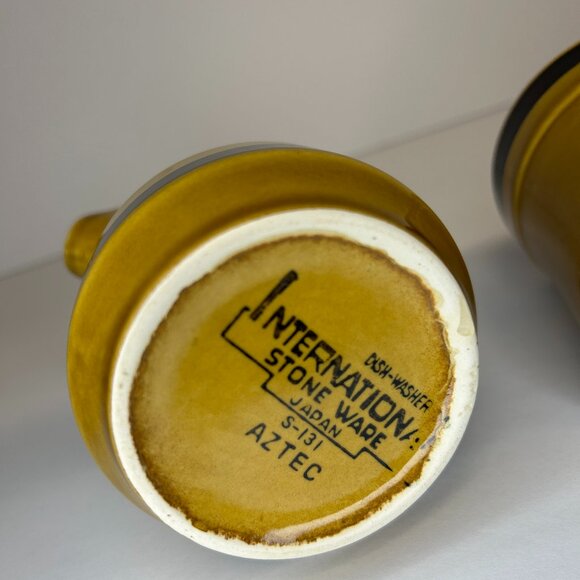 INTERNATIONAL
DISH-WASHER
STONE WARE
JAPAN
S-131
AZTEC